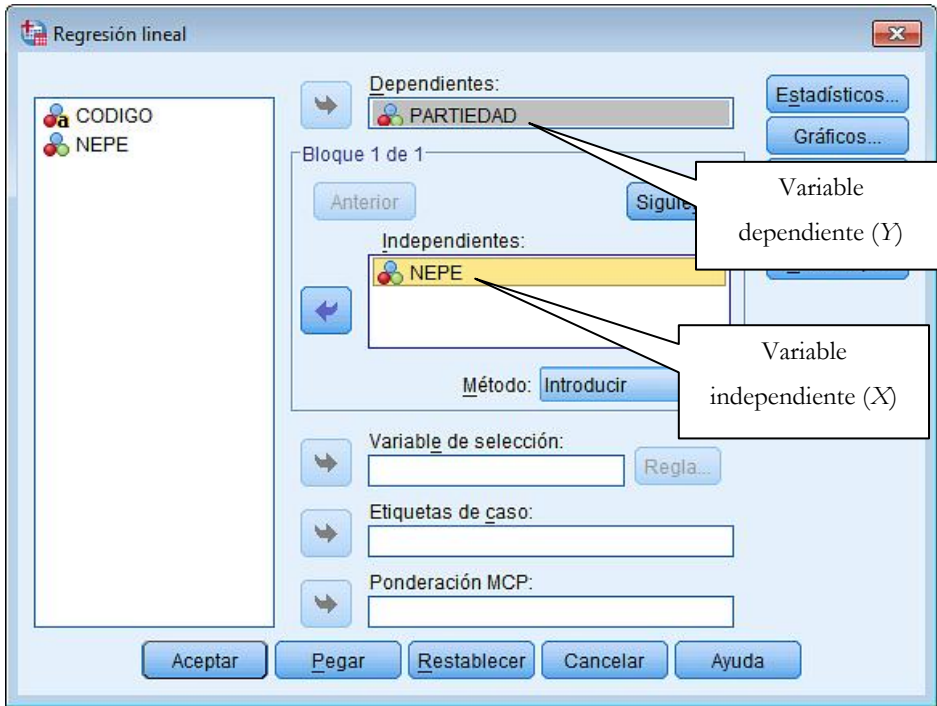 Regresión lineal
CODIGO
NEPE
Dependientes:
PARTIEDAD
Estadísticos...
Gráficos...
Bloque 1 de 1
Anterior
Variable
dependiente (Y)
Independientes:
NEPE
Variable
independiente (X)
Método: Introducir
Variable de selección:
Regla...
Etiquetas de caso:
Ponderación MCP:
Aceptar
Pegar
Restablecer
Cancelar
Ayuda